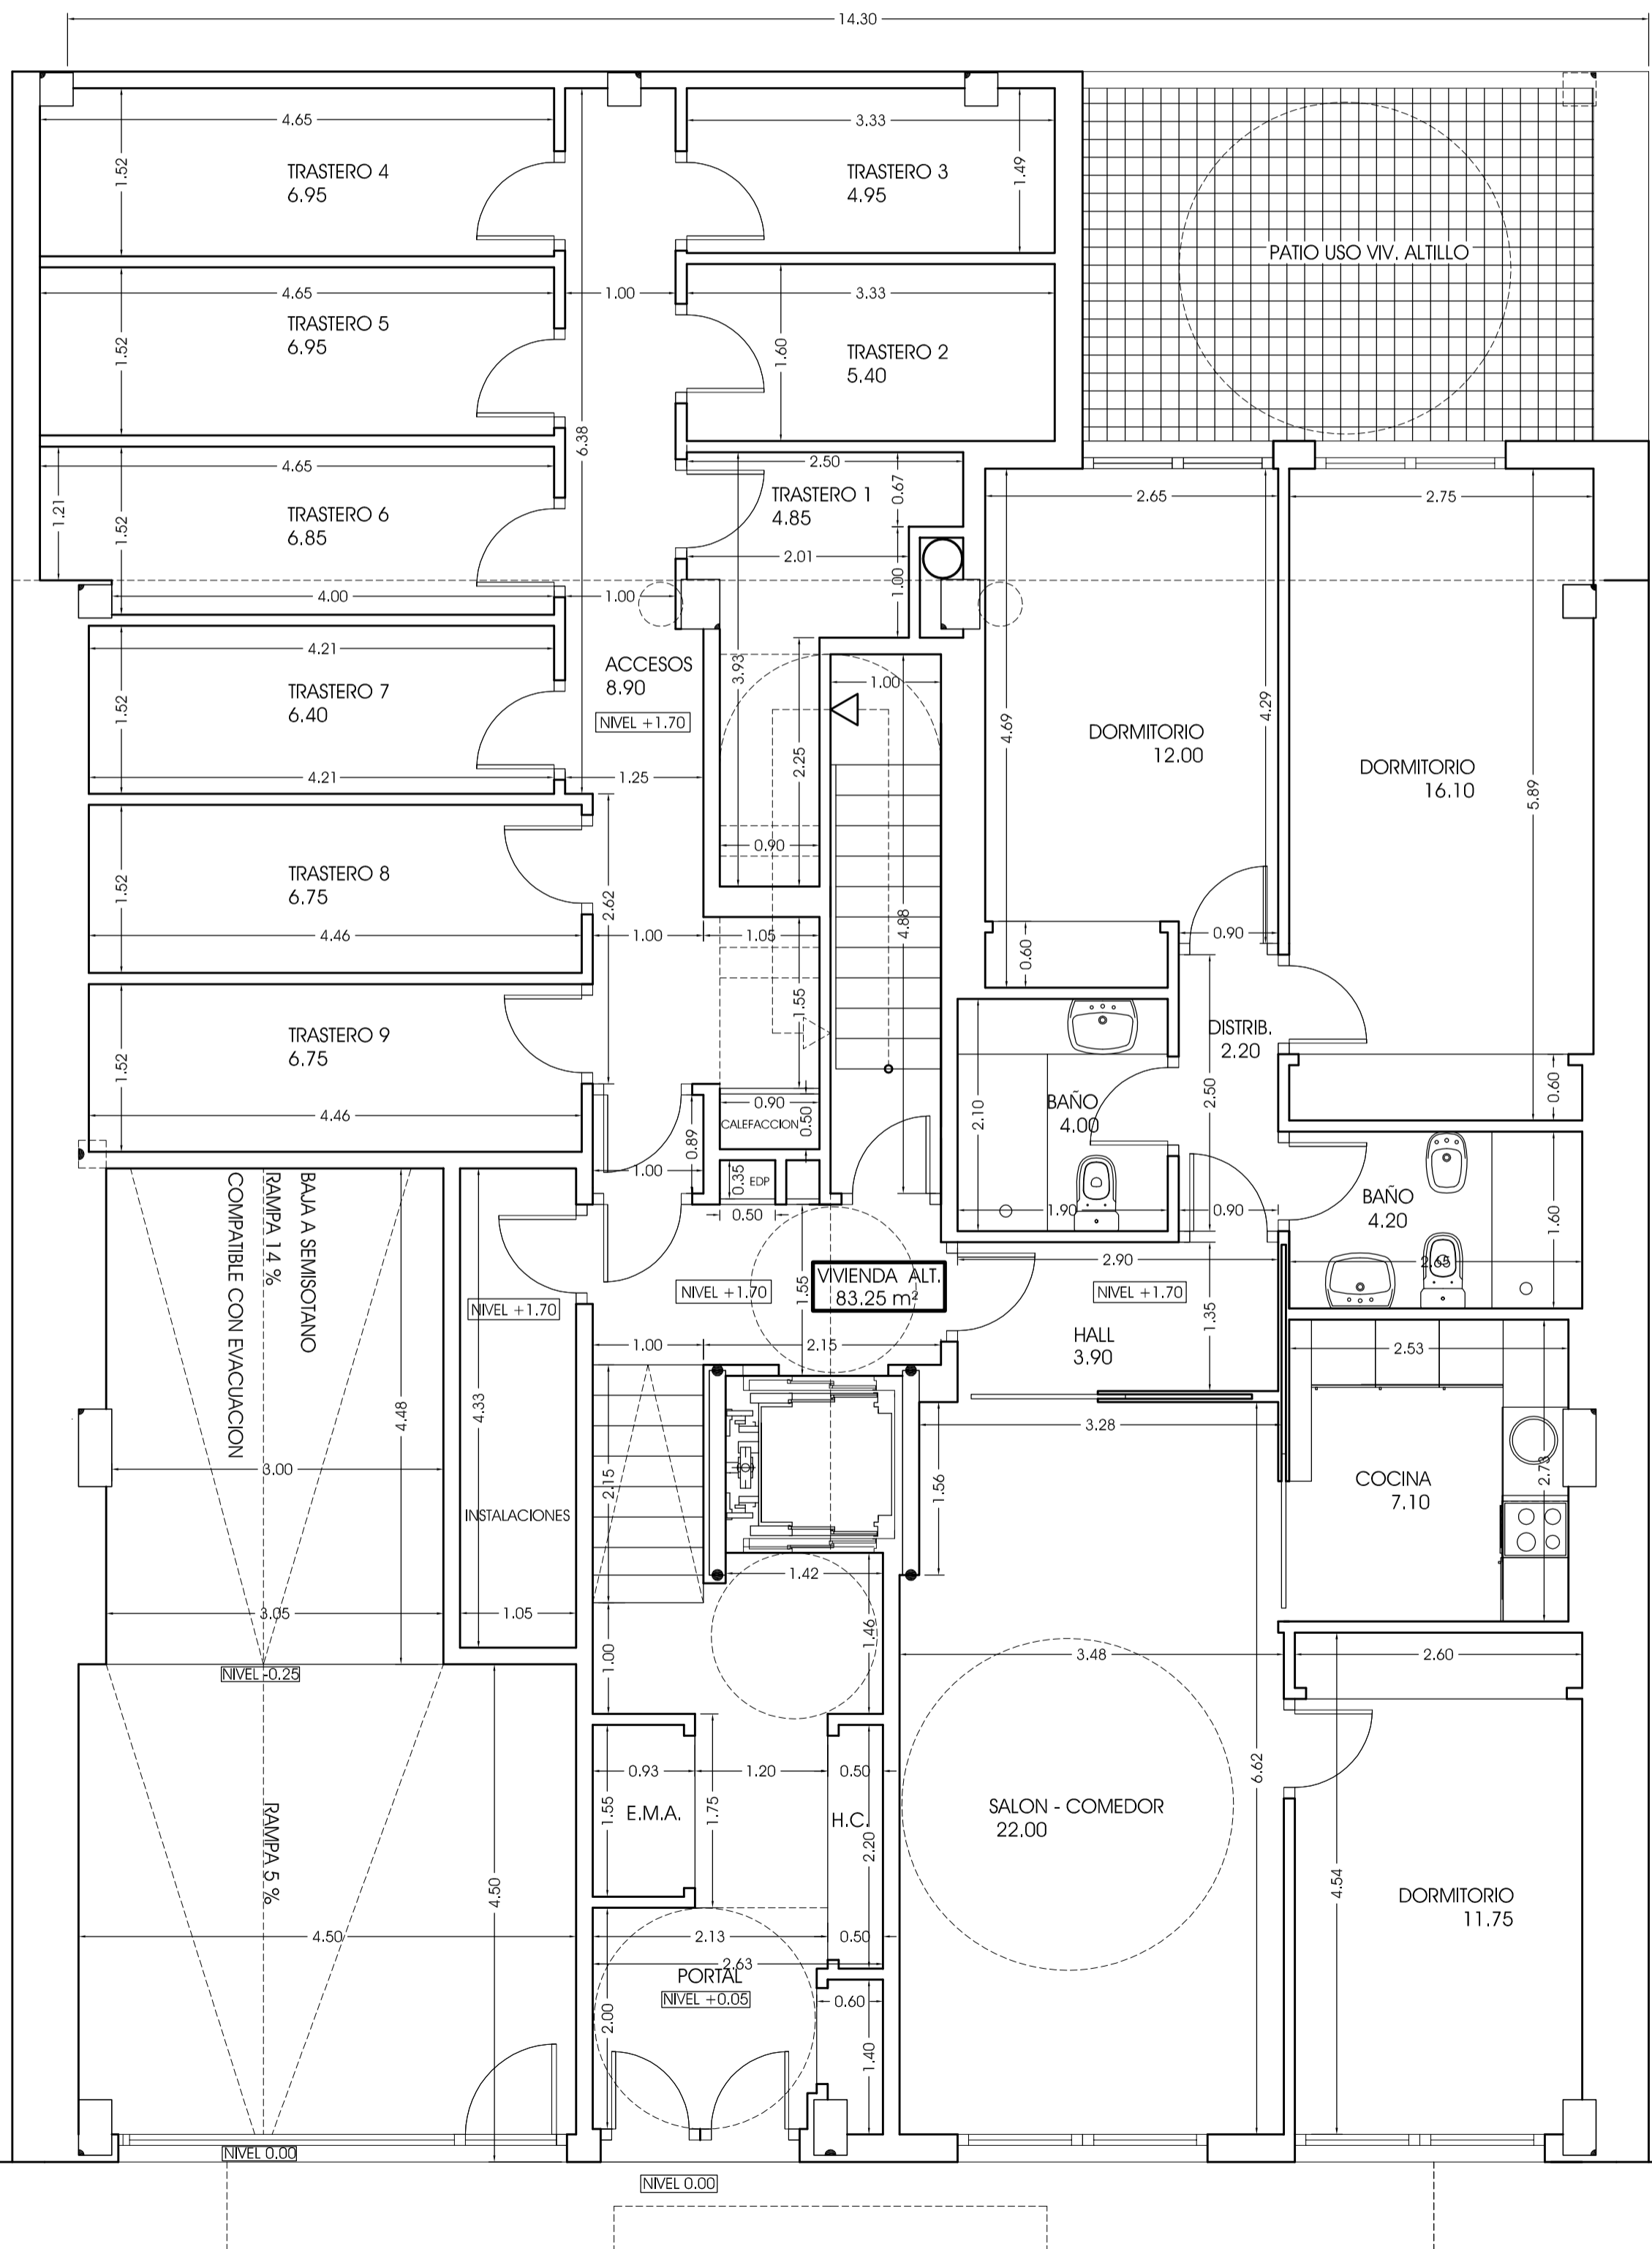 14.30
4.65
1.52
TRASTERO 4
6.95
3.33
1.49
TRASTERO 3
4.95
PATIO USO VIV. ALTILLO
4.65
1.52
TRASTERO 5
6.95
1.00
3.33
1.60
TRASTERO 2
5.40
6.38
4.65
1.21
1.52
TRASTERO 6
6.85
4.00
1.00
2.50
0.67
TRASTERO 1
4.85
2.01
1.00
3.93
2.25
0.90
2.65
2.75
4.21
1.52
TRASTERO 7
6.40
4.21
1.25
ACCESOS
8.90
NIVEL +1.70
1.00
4.69
4.29
DORMITORIO
12.00
DORMITORIO
16.10
5.89
1.52
TRASTERO 8
6.75
4.46
2.62
1.00
1.05
4.88
0.60
0.90
1.55
1.52
TRASTERO 9
6.75
4.46
DISTRIB.
2.20
2.50
0.60
2.10
BAÑO
4.00
1.90
0.90
0.90
CALEFACCION
0.50
0.89
1.00
0.35
EDP
0.50
BAÑO
4.20
1.60
2.65
BAJA A SEMISOTANO
RAMPA 14 %
COMPATIBLE CON EVACUACION
4.48
3.00
3.05
NIVEL +1.70
4.33
INSTALACIONES
1.05
NIVEL +1.70
1.55
VIVIENDA ALT.
83.25 m²
2.90
NIVEL +1.70
1.35
HALL
3.90
1.00
2.15
2.53
3.28
2.15
1.56
COCINA
7.10
2.73
1.42
1.46
1.00
3.48
2.60
NIVEL -0.25
RAMPA 5 %
4.50
4.50
0.93
1.20
0.50
1.55
E.M.A.
1.75
H.C.
2.20
6.62
SALON - COMEDOR
22.00
4.54
DORMITORIO
11.75
2.13
0.50
2.63
PORTAL
NIVEL +0.05
2.00
0.60
1.40
NIVEL 0.00
NIVEL 0.00